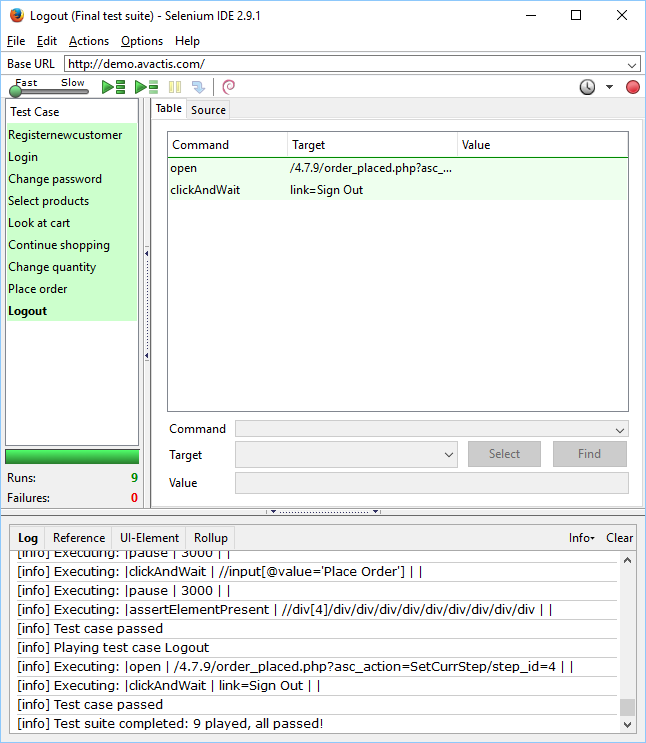 Logout (Final test suite) - Selenium IDE 2.9.1
File Edit Actions Options Help
Base URL http://demo.avactis.com/
Fast Slow
Test Case
Registernewcustomer
Login
Change password
Select products
Look at cart
Continue shopping
Change quantity
Place order
Logout
Runs: 9
Failures: 0
Table Source
Command Target Value
open /4.7.9/order_placed.php?asc_...
clickAndWait link=Sign Out
Command
Target Select Find
Value
Log Reference UI-Element Rollup Info Clear
[info] Executing: |pause | 3000 | |
[info] Executing: |clickAndWait | //input[@value='Place Order'] | |
[info] Executing: |pause | 3000 | |
[info] Executing: |assertElementPresent | //div[4]/div/div/div/div/div/div/div/div/div | |
[info] Test case passed
[info] Playing test case Logout
[info] Executing: |open | /4.7.9/order_placed.php?asc_action=SetCurrStep/step_id=4 | |
[info] Executing: |clickAndWait | link=Sign Out | |
[info] Test case passed
[info] Test suite completed: 9 played, all passed!